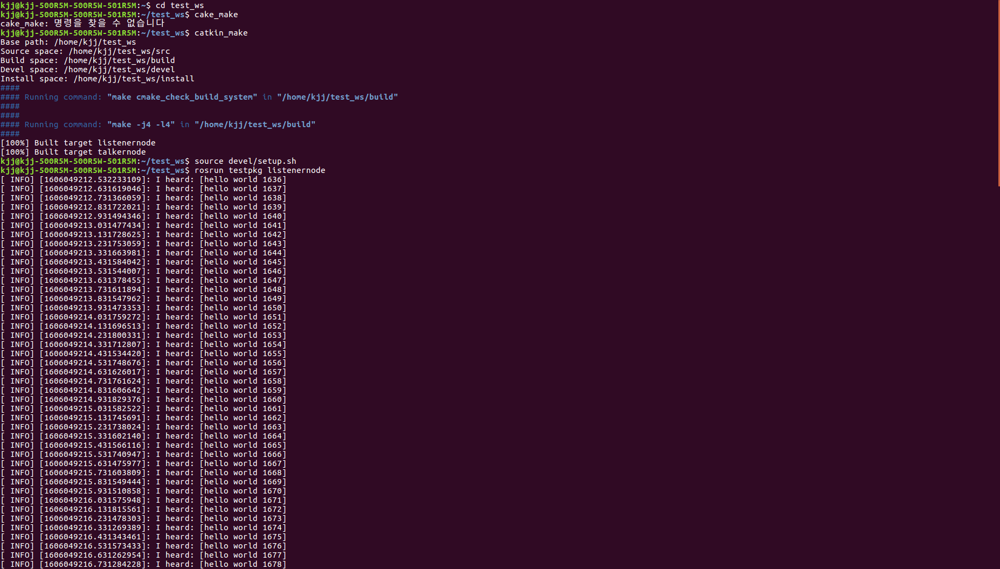 kjj@kjj-500R5M-500R5W-501R5M:~$ cd test_ws
kjj@kjj-500R5M-500R5W-501R5M:~/test_ws$ cake_make
cake_make: 명령을 찾을 수 없습니다
kjj@kjj-500R5M-500R5W-501R5M:~/test_ws$ catkin_make
Base path: /home/kjj/test_ws
Source space: /home/kjj/test_ws/src
Build space: /home/kjj/test_ws/build
Devel space: /home/kjj/test_ws/devel
Install space: /home/kjj/test_ws/install
####
#### Running command: "make cmake_check_build_system" in "/home/kjj/test_ws/build"
####
####
#### Running command: "make -j4 -l4" in "/home/kjj/test_ws/build"
####
[100%] Built target listenernode
[100%] Built target talkernode
kjj@kjj-500R5M-500R5W-501R5M:~/test_ws$ source devel/setup.sh
kjj@kjj-500R5M-500R5W-501R5M:~/test_ws$ rosrun testpkg listenernode
[ INFO] [1606049212.532233109]: I heard: [hello world 1636]
[ INFO] [1606049212.631619046]: I heard: [hello world 1637]
[ INFO] [1606049212.731366059]: I heard: [hello world 1638]
[ INFO] [1606049212.831722021]: I heard: [hello world 1639]
[ INFO] [1606049212.931494346]: I heard: [hello world 1640]
[ INFO] [1606049213.031477434]: I heard: [hello world 1641]
[ INFO] [1606049213.131728625]: I heard: [hello world 1642]
[ INFO] [1606049213.231753059]: I heard: [hello world 1643]
[ INFO] [1606049213.331663981]: I heard: [hello world 1644]
[ INFO] [1606049213.431584042]: I heard: [hello world 1645]
[ INFO] [1606049213.531544007]: I heard: [hello world 1646]
[ INFO] [1606049213.631378455]: I heard: [hello world 1647]
[ INFO] [1606049213.731611894]: I heard: [hello world 1648]
[ INFO] [1606049213.831547962]: I heard: [hello world 1649]
[ INFO] [1606049213.931473353]: I heard: [hello world 1650]
[ INFO] [1606049214.031759272]: I heard: [hello world 1651]
[ INFO] [1606049214.131696513]: I heard: [hello world 1652]
[ INFO] [1606049214.231800331]: I heard: [hello world 1653]
[ INFO] [1606049214.331712807]: I heard: [hello world 1654]
[ INFO] [1606049214.431534420]: I heard: [hello world 1655]
[ INFO] [1606049214.531748676]: I heard: [hello world 1656]
[ INFO] [1606049214.631626017]: I heard: [hello world 1657]
[ INFO] [1606049214.731761624]: I heard: [hello world 1658]
[ INFO] [1606049214.831606642]: I heard: [hello world 1659]
[ INFO] [1606049214.931829376]: I heard: [hello world 1660]
[ INFO] [1606049215.031582522]: I heard: [hello world 1661]
[ INFO] [1606049215.131745691]: I heard: [hello world 1662]
[ INFO] [1606049215.231738024]: I heard: [hello world 1663]
[ INFO] [1606049215.331602140]: I heard: [hello world 1664]
[ INFO] [1606049215.431566116]: I heard: [hello world 1665]
[ INFO] [1606049215.531740947]: I heard: [hello world 1666]
[ INFO] [1606049215.631475977]: I heard: [hello world 1667]
[ INFO] [1606049215.731603809]: I heard: [hello world 1668]
[ INFO] [1606049215.831549444]: I heard: [hello world 1669]
[ INFO] [1606049215.931510858]: I heard: [hello world 1670]
[ INFO] [1606049216.031575948]: I heard: [hello world 1671]
[ INFO] [1606049216.131815561]: I heard: [hello world 1672]
[ INFO] [1606049216.231478303]: I heard: [hello world 1673]
[ INFO] [1606049216.331269389]: I heard: [hello world 1674]
[ INFO] [1606049216.431343461]: I heard: [hello world 1675]
[ INFO] [1606049216.531573433]: I heard: [hello world 1676]
[ INFO] [1606049216.631262954]: I heard: [hello world 1677]
[ INFO] [1606049216.731284228]: I heard: [hello world 1678]